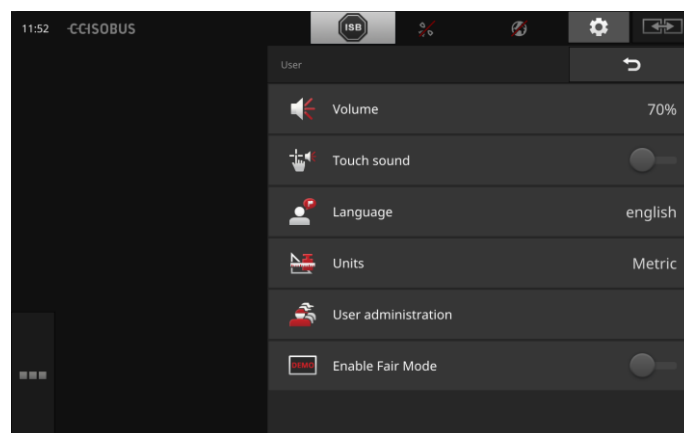 11:52 CCISOBUS
ISB
User
Volume 70%
Touch sound
Language english
Units Metric
User administration
DEMO Enable Fair Mode